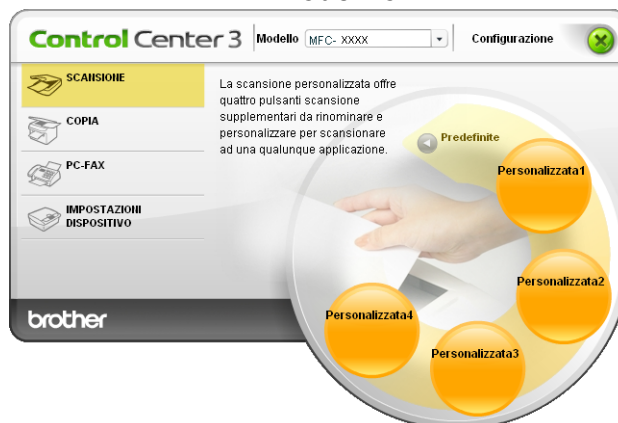 Control Center 3
Modello
MFC- XXXX
Configurazione
SCANSIONE
COPIA
PC-FAX
IMPOSTAZIONI
DISPOSITIVO
La scansione personalizzata offre
quattro pulsanti scansione
supplementari da rinominare e
personalizzare per scansionare
ad una qualunque applicazione.
Predefinite
Personalizzata1
Personalizzata2
Personalizzata3
Personalizzata4
brother